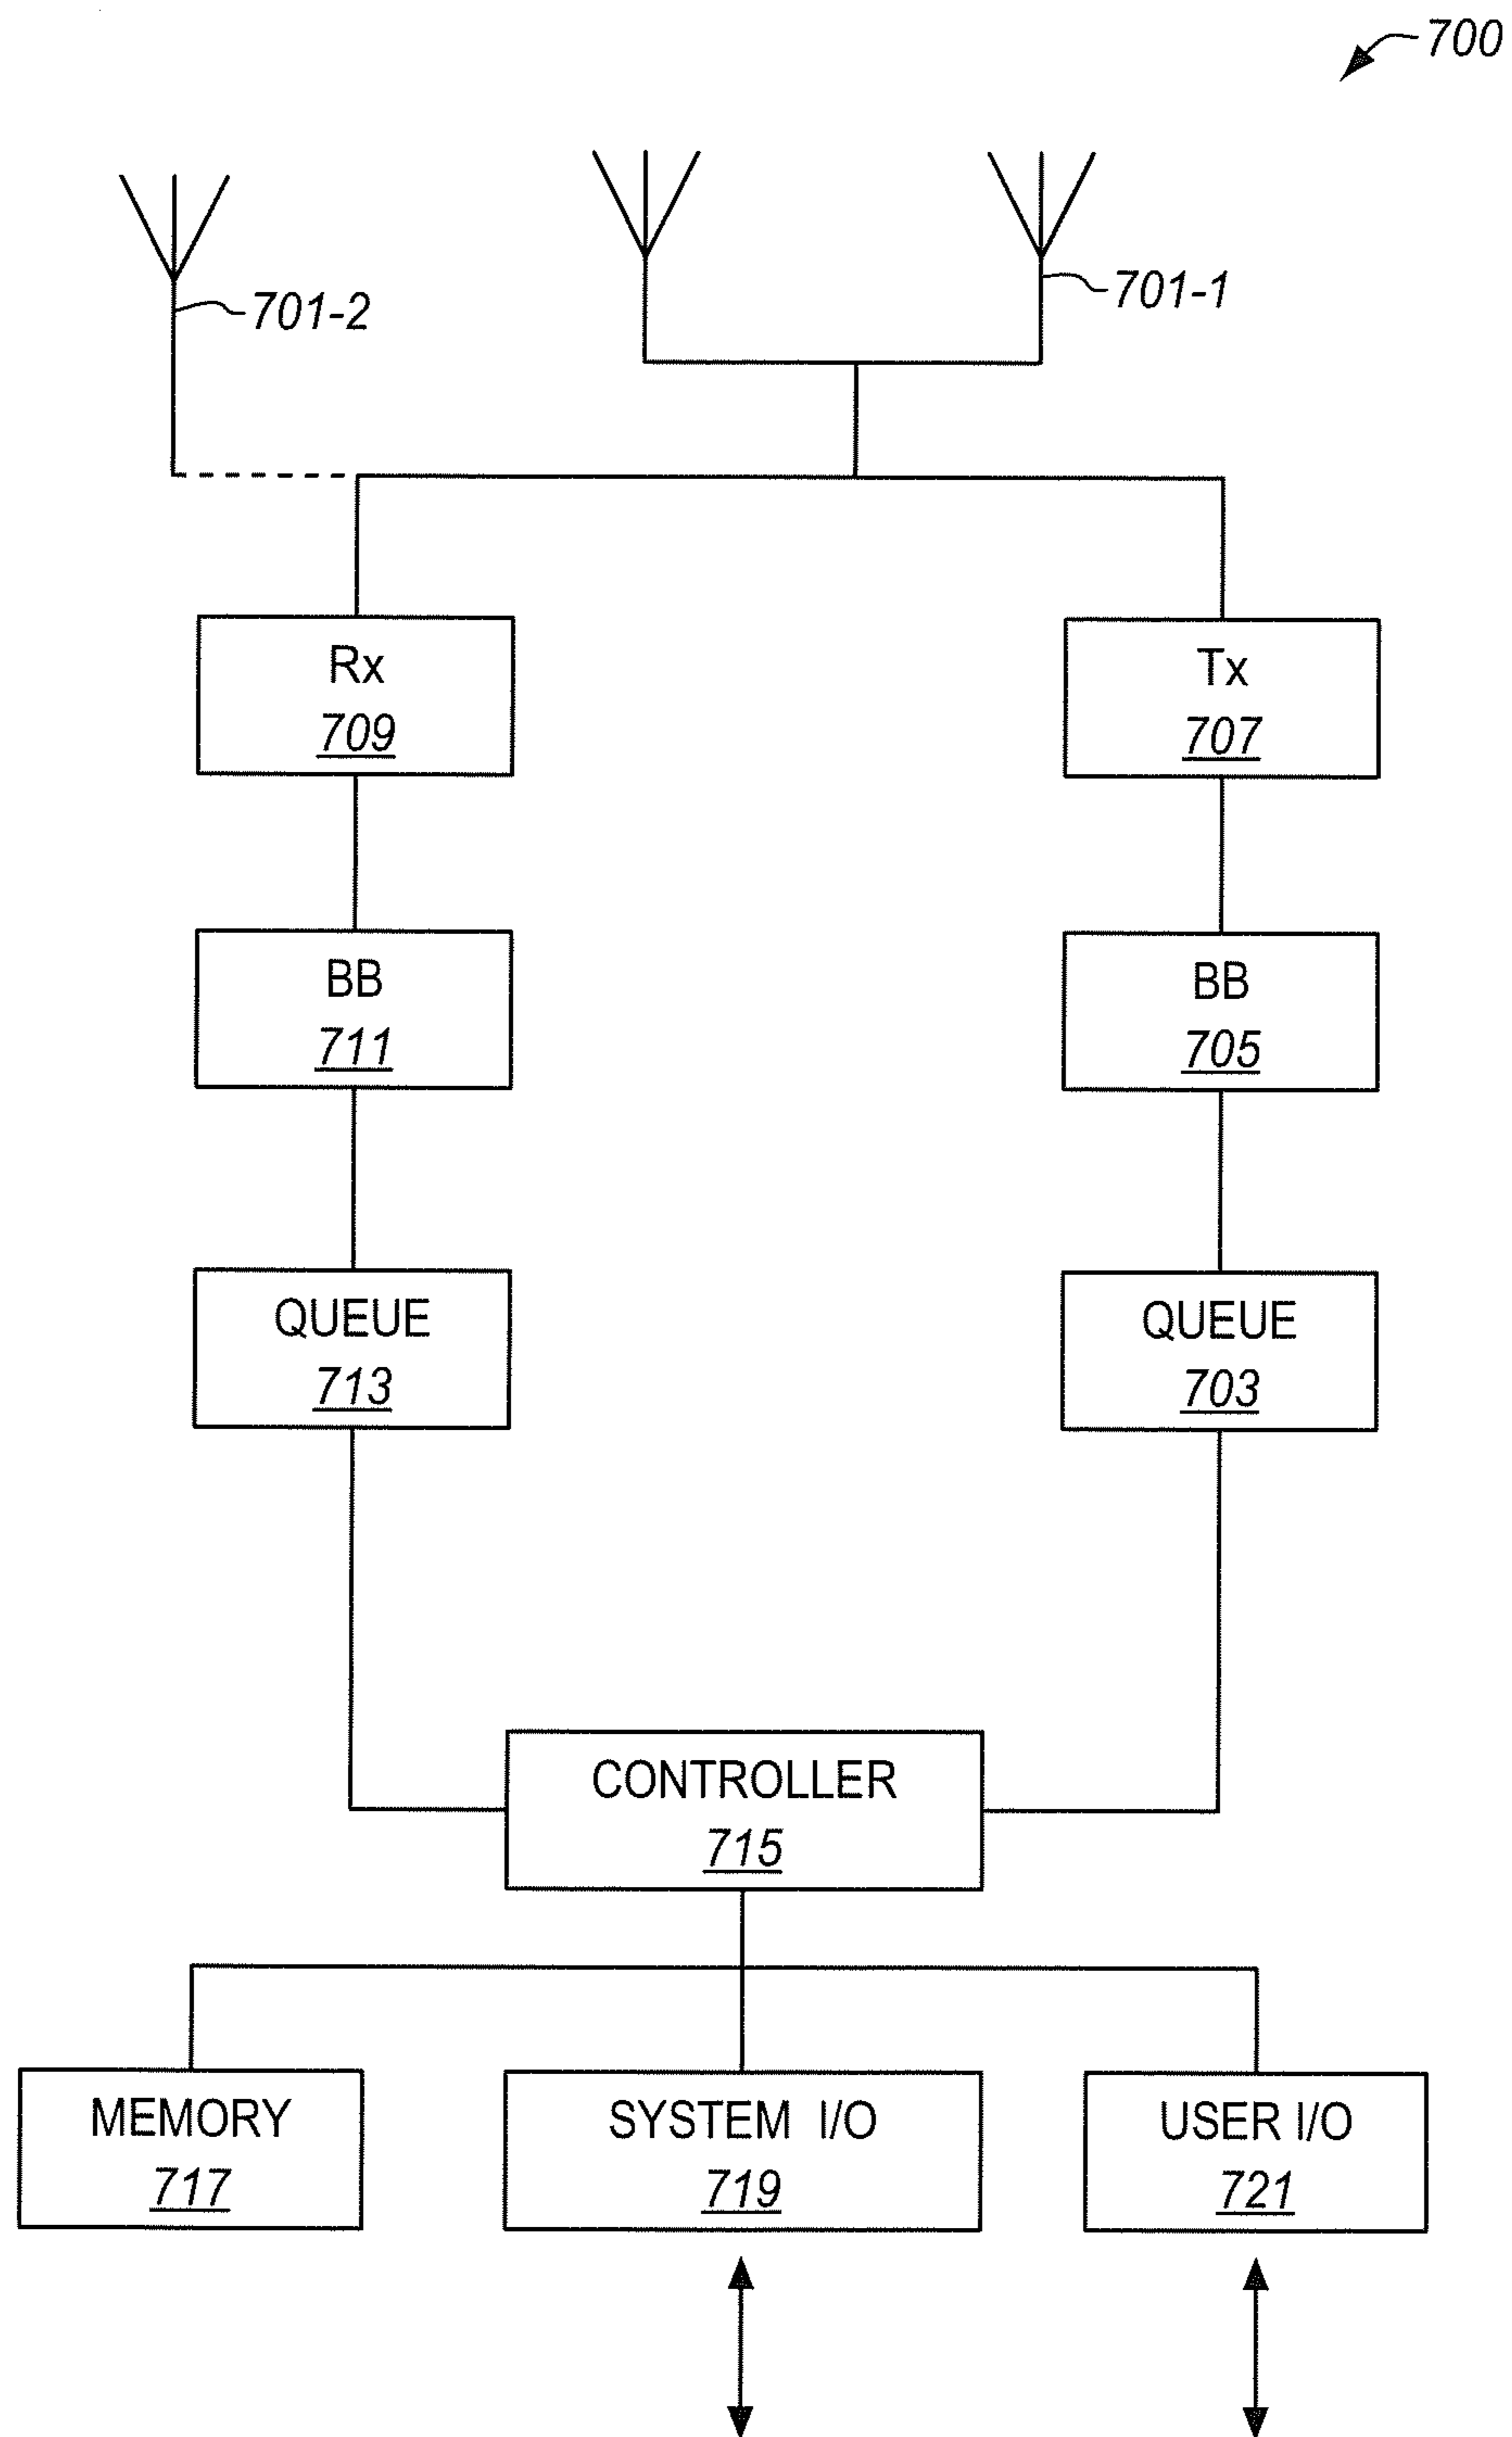 700
701-2
701-1
Rx
709
Tx
707
BB
711
BB
705
QUEUE
713
QUEUE
703
CONTROLLER
715
MEMORY
717
SYSTEM I/O
719
USER I/O
721